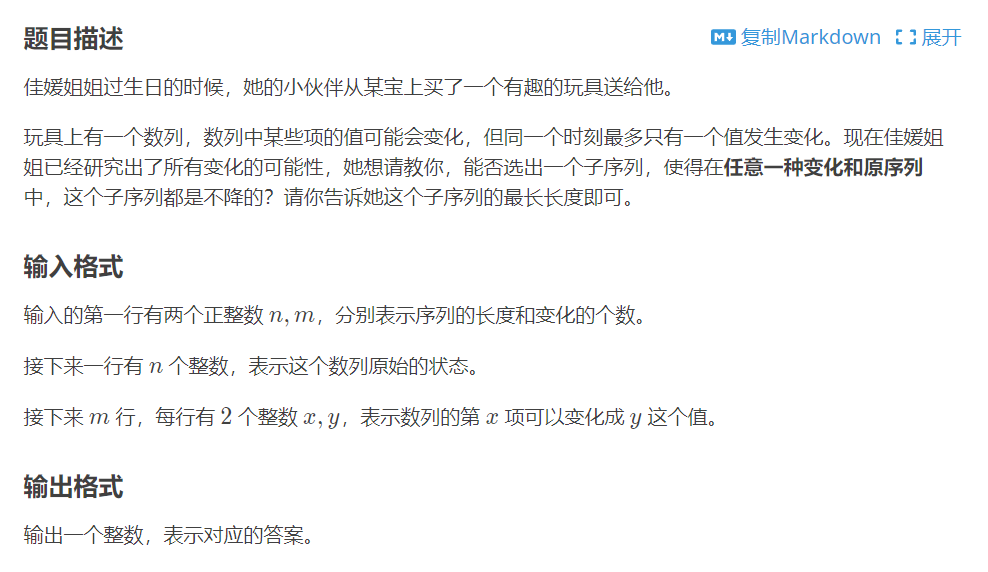 题目描述
复制Markdown 展开
佳媛姐姐过生日的时候，她的小伙伴从某宝上买了一个有趣的玩具送给他。
玩具上有一个数列，数列中某些项的值可能会变化，但同一个时刻最多只有一个值发生变化。现在佳媛姐
姐已经研究出了所有变化的可能性，她想请教你，能否选出一个子序列，使得在任意一种变化和原序列
中，这个子序列都是不降的？请你告诉她这个子序列的最长长度即可。
输入格式
输入的第一行有两个正整数 n, m，分别表示序列的长度和变化的个数。
接下来一行有 n 个整数，表示这个数列原始的状态。
接下来 m 行，每行有 2 个整数 x, y，表示数列的第 x 项可以变化成 y 这个值。
输出格式
输出一个整数，表示对应的答案。